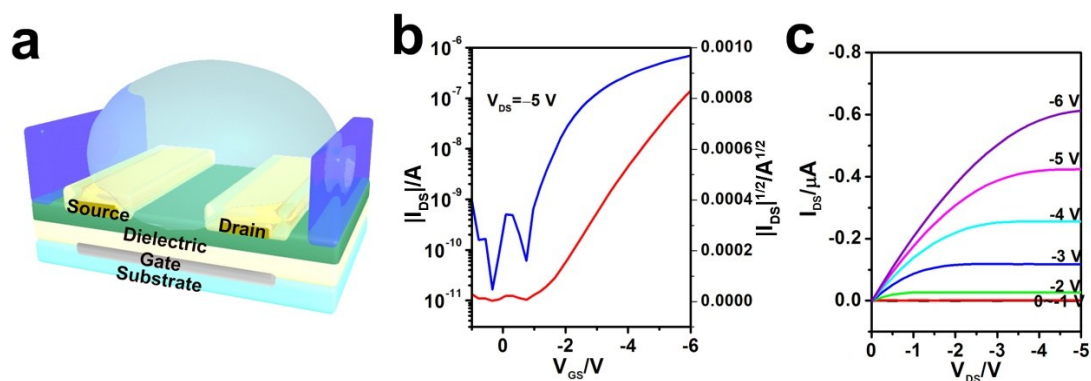 a
Source
Drain
Dielectric
Gate
Substrate
b
V_DS=−5 V
|I_DS|/A
10^-6
10^-7
10^-8
10^-9
10^-10
10^-11
0.0010
0.0008
0.0006
0.0004
0.0002
0.0000
|I_DS|^1/2/A^1/2
0 -2 -4 -6
V_GS/V
c
I_DS/μA
-0.8
-0.6
-0.4
-0.2
0.0
-6 V
-5 V
-4 V
-3 V
-2 V
0~-1 V
0 -1 -2 -3 -4 -5
V_DS/V